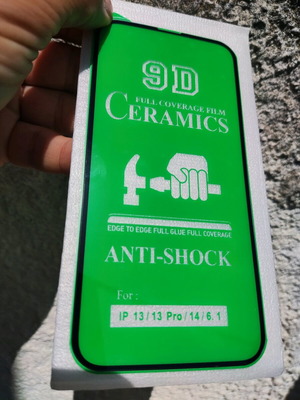 9D
FULL COVERAGE FILM
CERAMICS
EDGE TO EDGE FULL GLUE FULL COVERAGE
ANTI-SHOCK
For :
IP 13/13 Pro/14/6.1